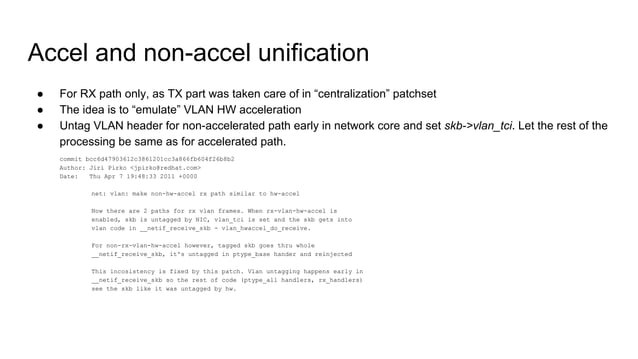 Accel and non-accel unification
● For RX path only, as TX part was taken care of in “centralization” patchset
● The idea is to “emulate” VLAN HW acceleration
● Untag VLAN header for non-accelerated path early in network core and set skb->vlan_tci. Let the rest of the
processing be same as for accelerated path.
commit bcc6d47903612c3861201cc3a866fb604f26b8b2
Author: Jiri Pirko <jpirko@redhat.com>
Date: Thu Apr 7 19:48:33 2011 +0000
net: vlan: make non-hw-accel rx path similar to hw-accel
Now there are 2 paths for rx vlan frames. When rx-vlan-hw-accel is
enabled, skb is untagged by NIC, vlan_tci is set and the skb gets into
vlan code in __netif_receive_skb - vlan_hwaccel_do_receive.
For non-rx-vlan-hw-accel however, tagged skb goes thru whole
__netif_receive_skb, it's untagged in ptype_base hander and reinjected
This incosistency is fixed by this patch. Vlan untagging happens early in
__netif_receive_skb so the rest of code (ptype_all handlers, rx_handlers)
see the skb like it was untagged by hw.